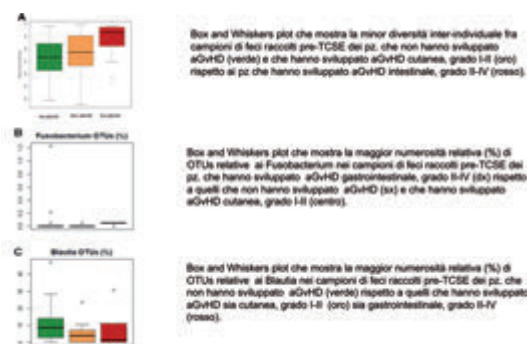 A
Box and Whiskers plot che mostra la minor diversità inter-individuale fra
campioni di feci raccolti pre-TCSE dei pz. che non hanno sviluppato
aGvHD (verde) e che hanno sviluppato aGvHD cutanea, grado I-II (oro)
rispetto ai pz che hanno sviluppato aGvHD intestinale, grado II-IV (rosso).
B
Fusobacterium OTUs (%)
Box and Whiskers plot che mostra la maggior numerosità relativa (%) di
OTUs relative ai Fusobacterium nei campioni di feci raccolti pre-TCSE dei
pz. che hanno sviluppato aGvHD gastrointestinale, grado II-IV (dx) rispetto
a quelli che non hanno sviluppato aGvHD (sx) e che hanno sviluppato
aGvHD cutanea, grado I-II (centro).
C
Blautia OTUs (%)
Box and Whiskers plot che mostra la maggior numerosità relativa (%) di
OTUs relative ai Blautia nei campioni di feci raccolti pre-TCSE dei pz. che
non hanno sviluppato aGvHD (verde) rispetto a quelli che hanno sviluppato
aGvHD sia cutanea, grado I-II (oro) sia gastrointestinale, grado II-IV
(rosso).